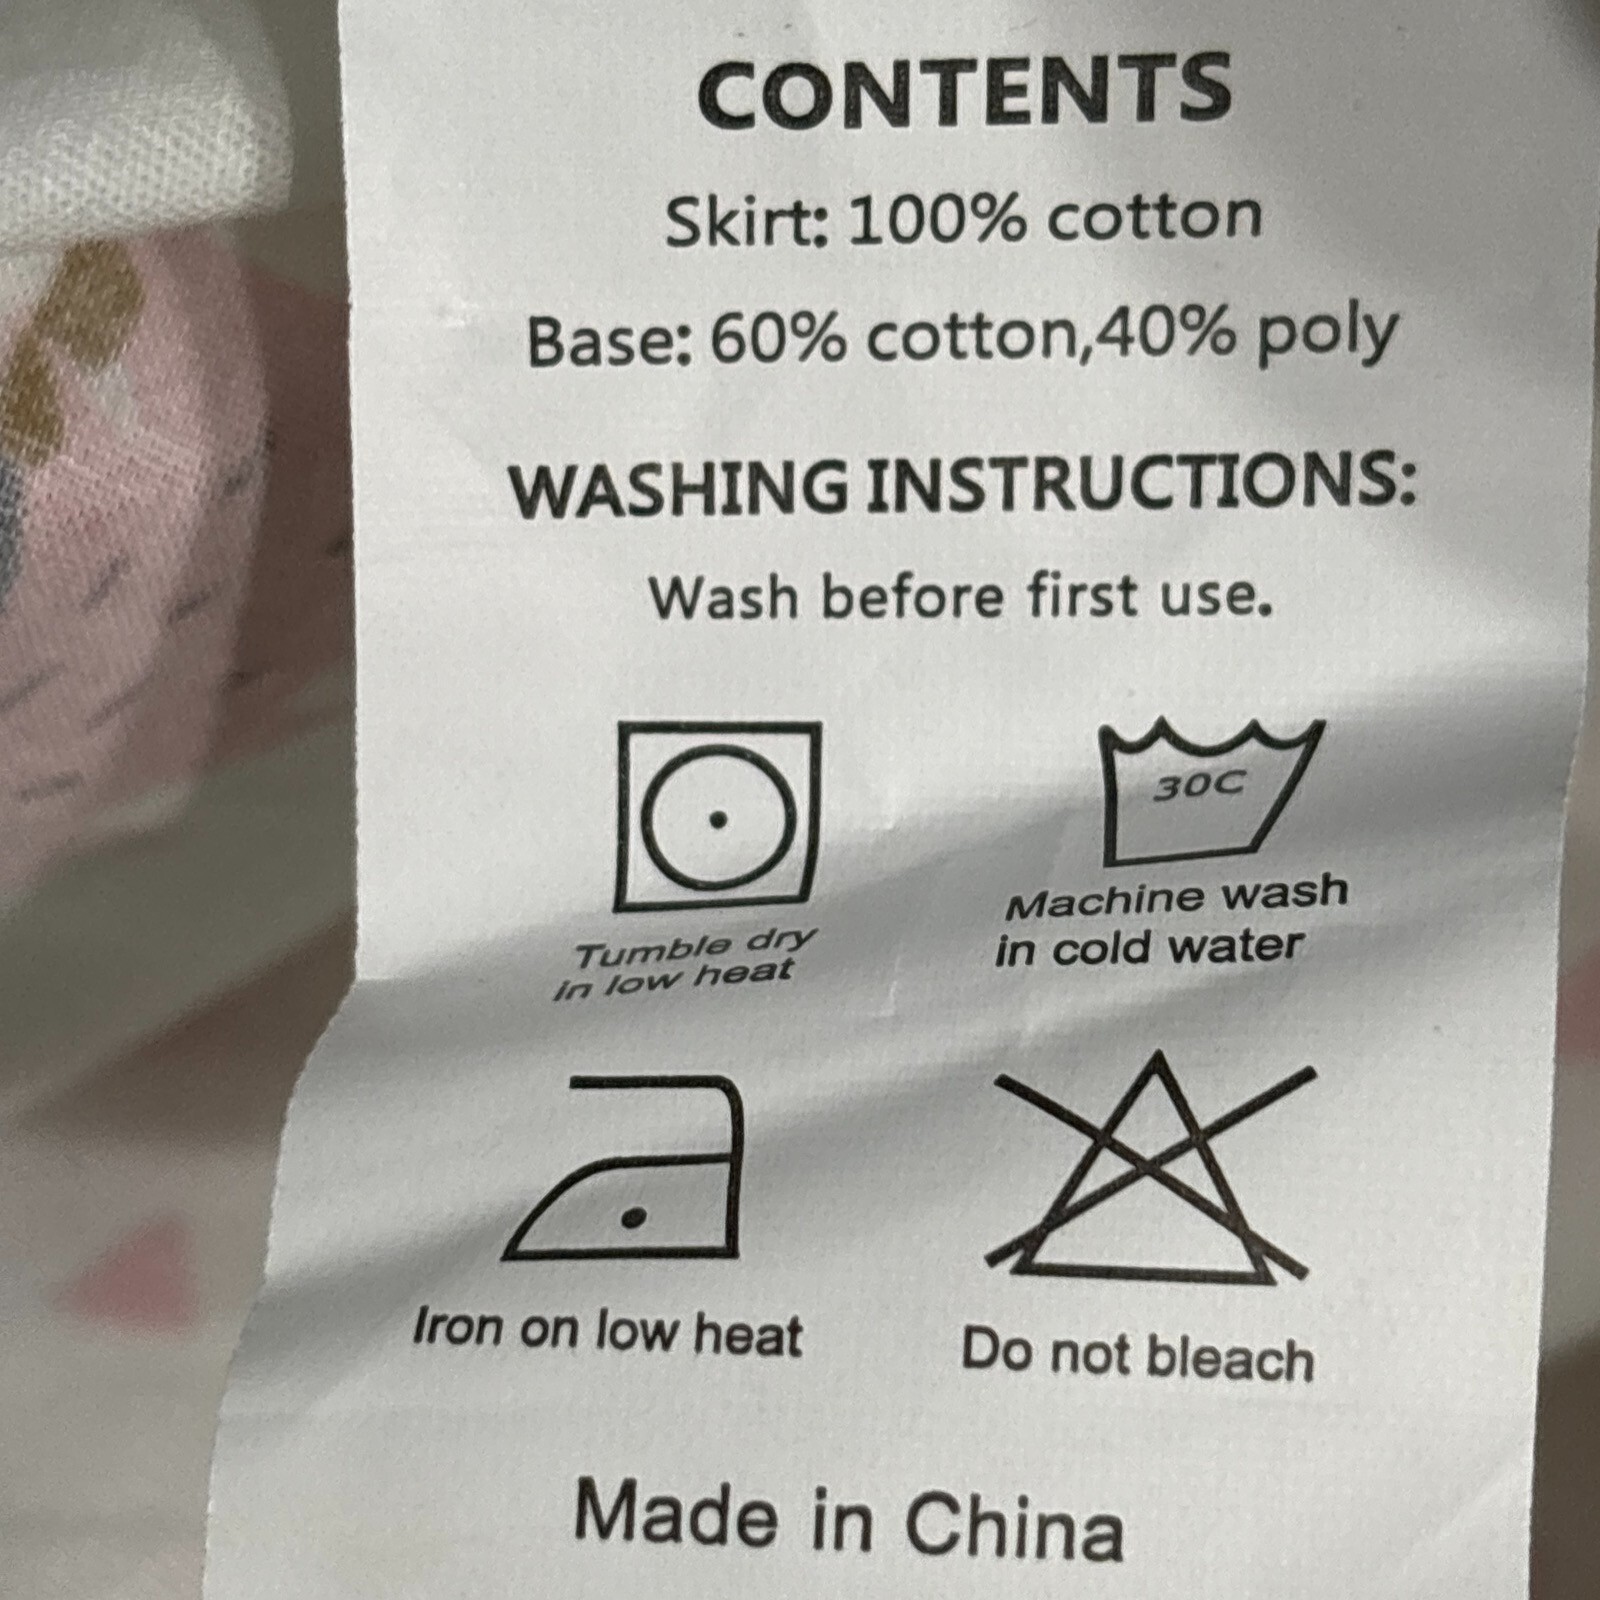 CONTENTS
Skirt: 100% cotton
Base: 60% cotton,40% poly
WASHING INSTRUCTIONS:
Wash before first use.
30C
Tumble dry
in low heat
Machine wash
in cold water
Iron on low heat
Do not bleach
Made in China